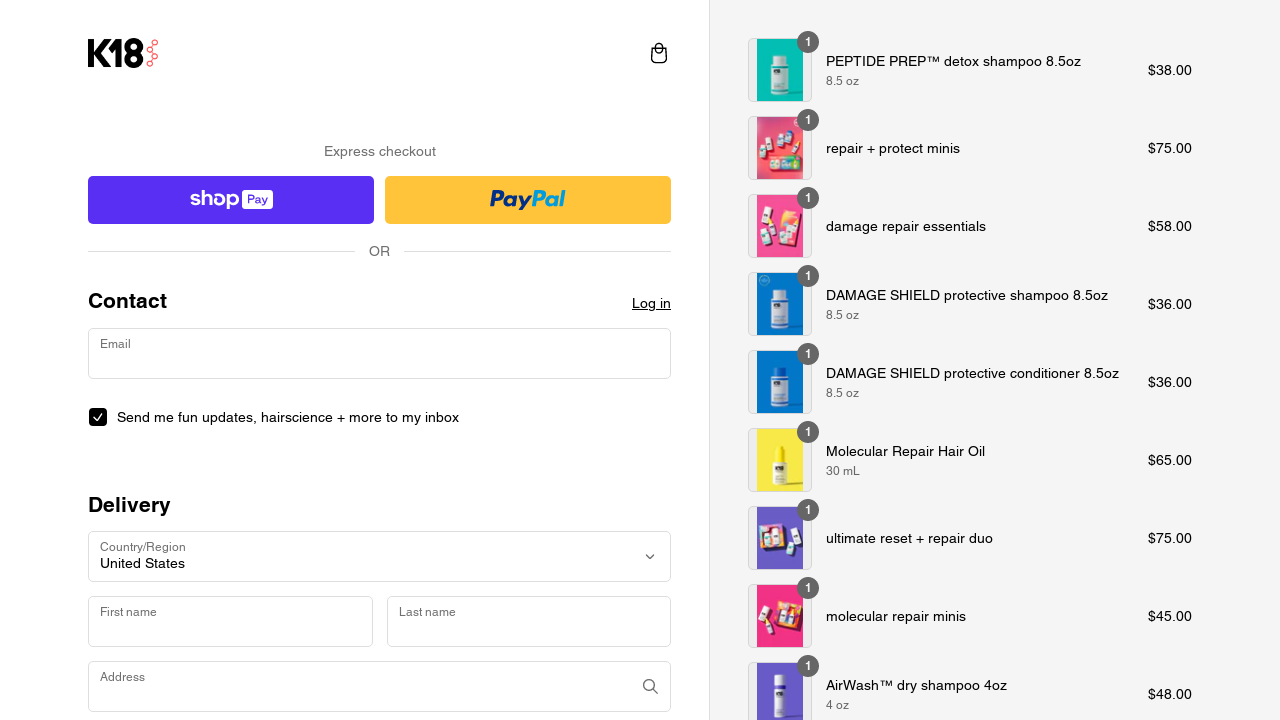 K18
Express checkout
shop Pay
PayPal
OR
Contact
Log in
Email
Send me fun updates, hairscience + more to my inbox
Delivery
Country/Region
United States
First name
Last name
Address
1
PEPTIDE PREP™ detox shampoo 8.5oz
8.5 oz
$38.00
1
repair + protect minis
$75.00
1
damage repair essentials
$58.00
1
DAMAGE SHIELD protective shampoo 8.5oz
8.5 oz
$36.00
1
DAMAGE SHIELD protective conditioner 8.5oz
8.5 oz
$36.00
1
Molecular Repair Hair Oil
30 mL
$65.00
1
ultimate reset + repair duo
$75.00
1
molecular repair minis
$45.00
1
AirWash™ dry shampoo 4oz
4 oz
$48.00